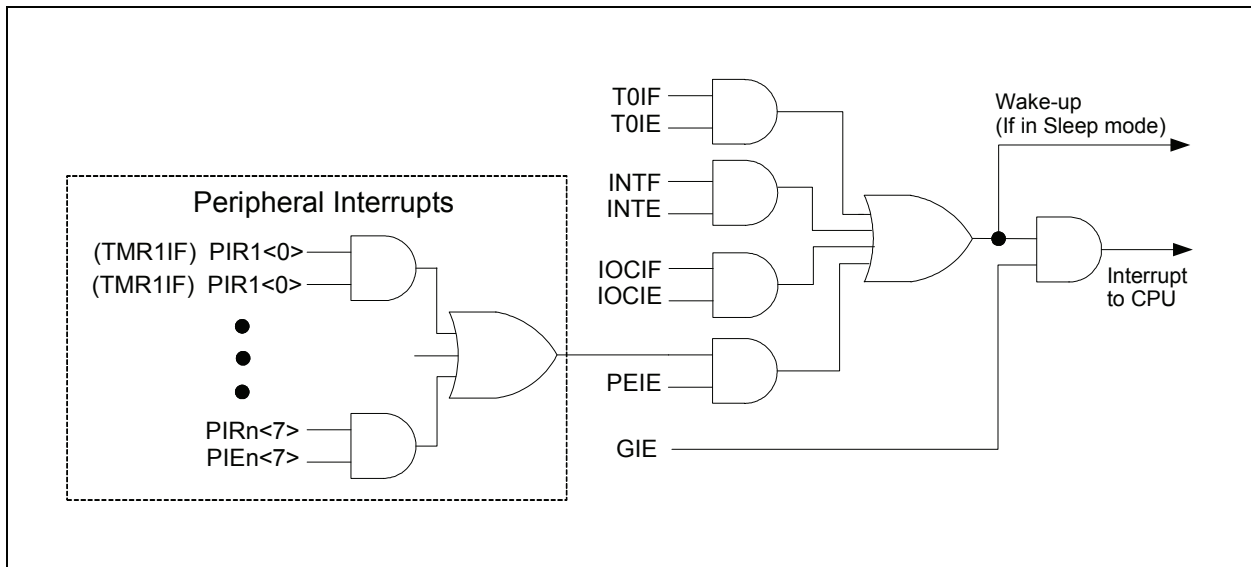 T0IF
T0IE
Wake-up
(If in Sleep mode)
INTF
INTE
Peripheral Interrupts
(TMR1IF) PIR1<0>
(TMR1IF) PIR1<0>
IOCIF
IOCIE
Interrupt
to CPU
PEIE
PIRn<7>
PIEn<7>
GIE